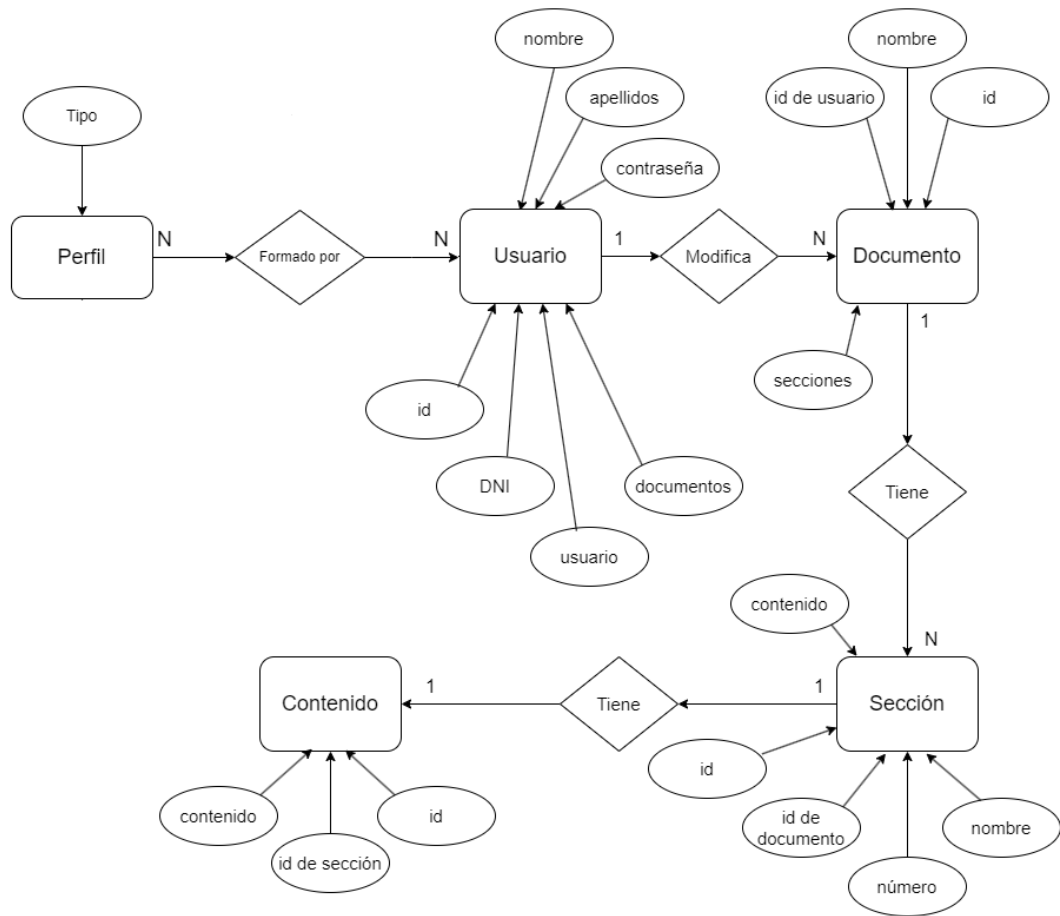 nombre
nombre
apellidos
id de usuario
id
Tipo
contraseña
Perfil
N
Formado por
N
Usuario
1
Modifica
N
Documento
1
secciones
id
DNI
documentos
Tiene
usuario
contenido
N
Contenido
1
Tiene
1
Sección
id
contenido
id
id de
documento
nombre
id de sección
número